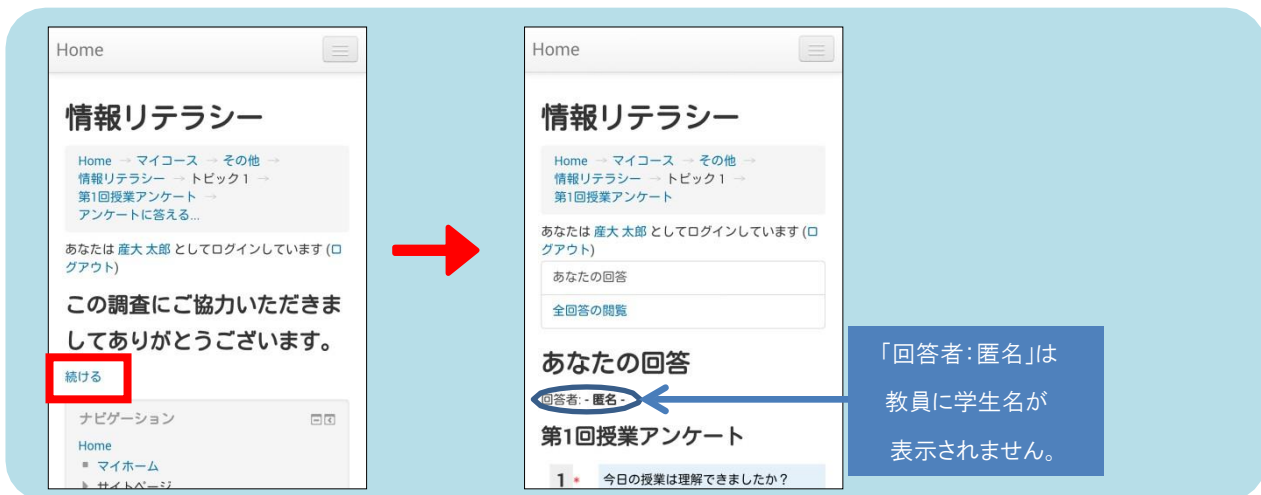 Home
情報リテラシー
Home → マイコース → その他 →
情報リテラシー → トピック1 →
第1回授業アンケート →
アンケートに答える...
あなたは 産大 太郎 としてログインしています (ロ
グアウト)
この調査にご協力いただきま
してありがとうございます。
続ける
ナビゲーション
Home
マイホーム
サイトページ
Home
情報リテラシー
Home → マイコース → その他 →
情報リテラシー → トピック1 →
第1回授業アンケート
あなたは 産大 太郎 としてログインしています (ロ
グアウト)
あなたの回答
全回答の閲覧
あなたの回答
回答者: - 匿名 -
第1回授業アンケート
1 * 今日の授業は理解できましたか?
「回答者:匿名」は
教員に学生名が
表示されません。